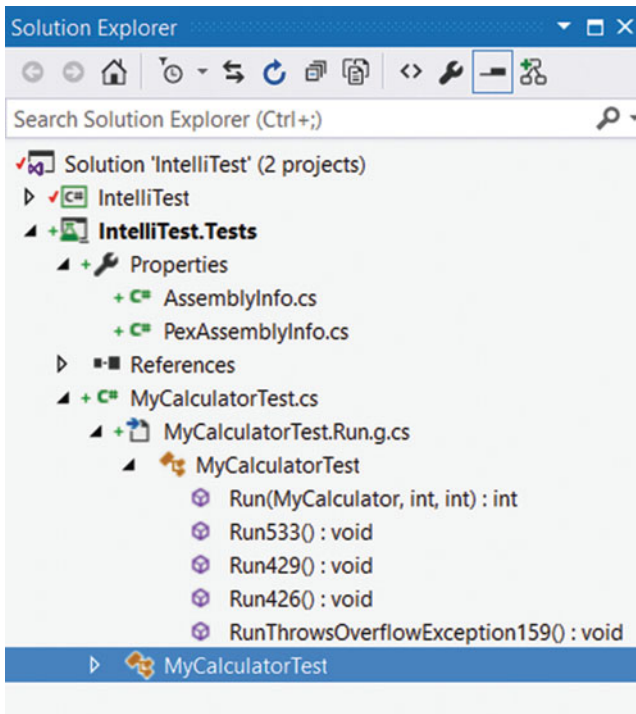 Solution Explorer
Search Solution Explorer (Ctrl+;)
Solution 'IntelliTest' (2 projects)
C# IntelliTest
IntelliTest.Tests
Properties
C# AssemblyInfo.cs
C# PexAssemblyInfo.cs
References
C# MyCalculatorTest.cs
MyCalculatorTest.Run.g.cs
MyCalculatorTest
Run(MyCalculator, int, int) : int
Run533() : void
Run429() : void
Run426() : void
RunThrowsOverflowException159() : void
MyCalculatorTest